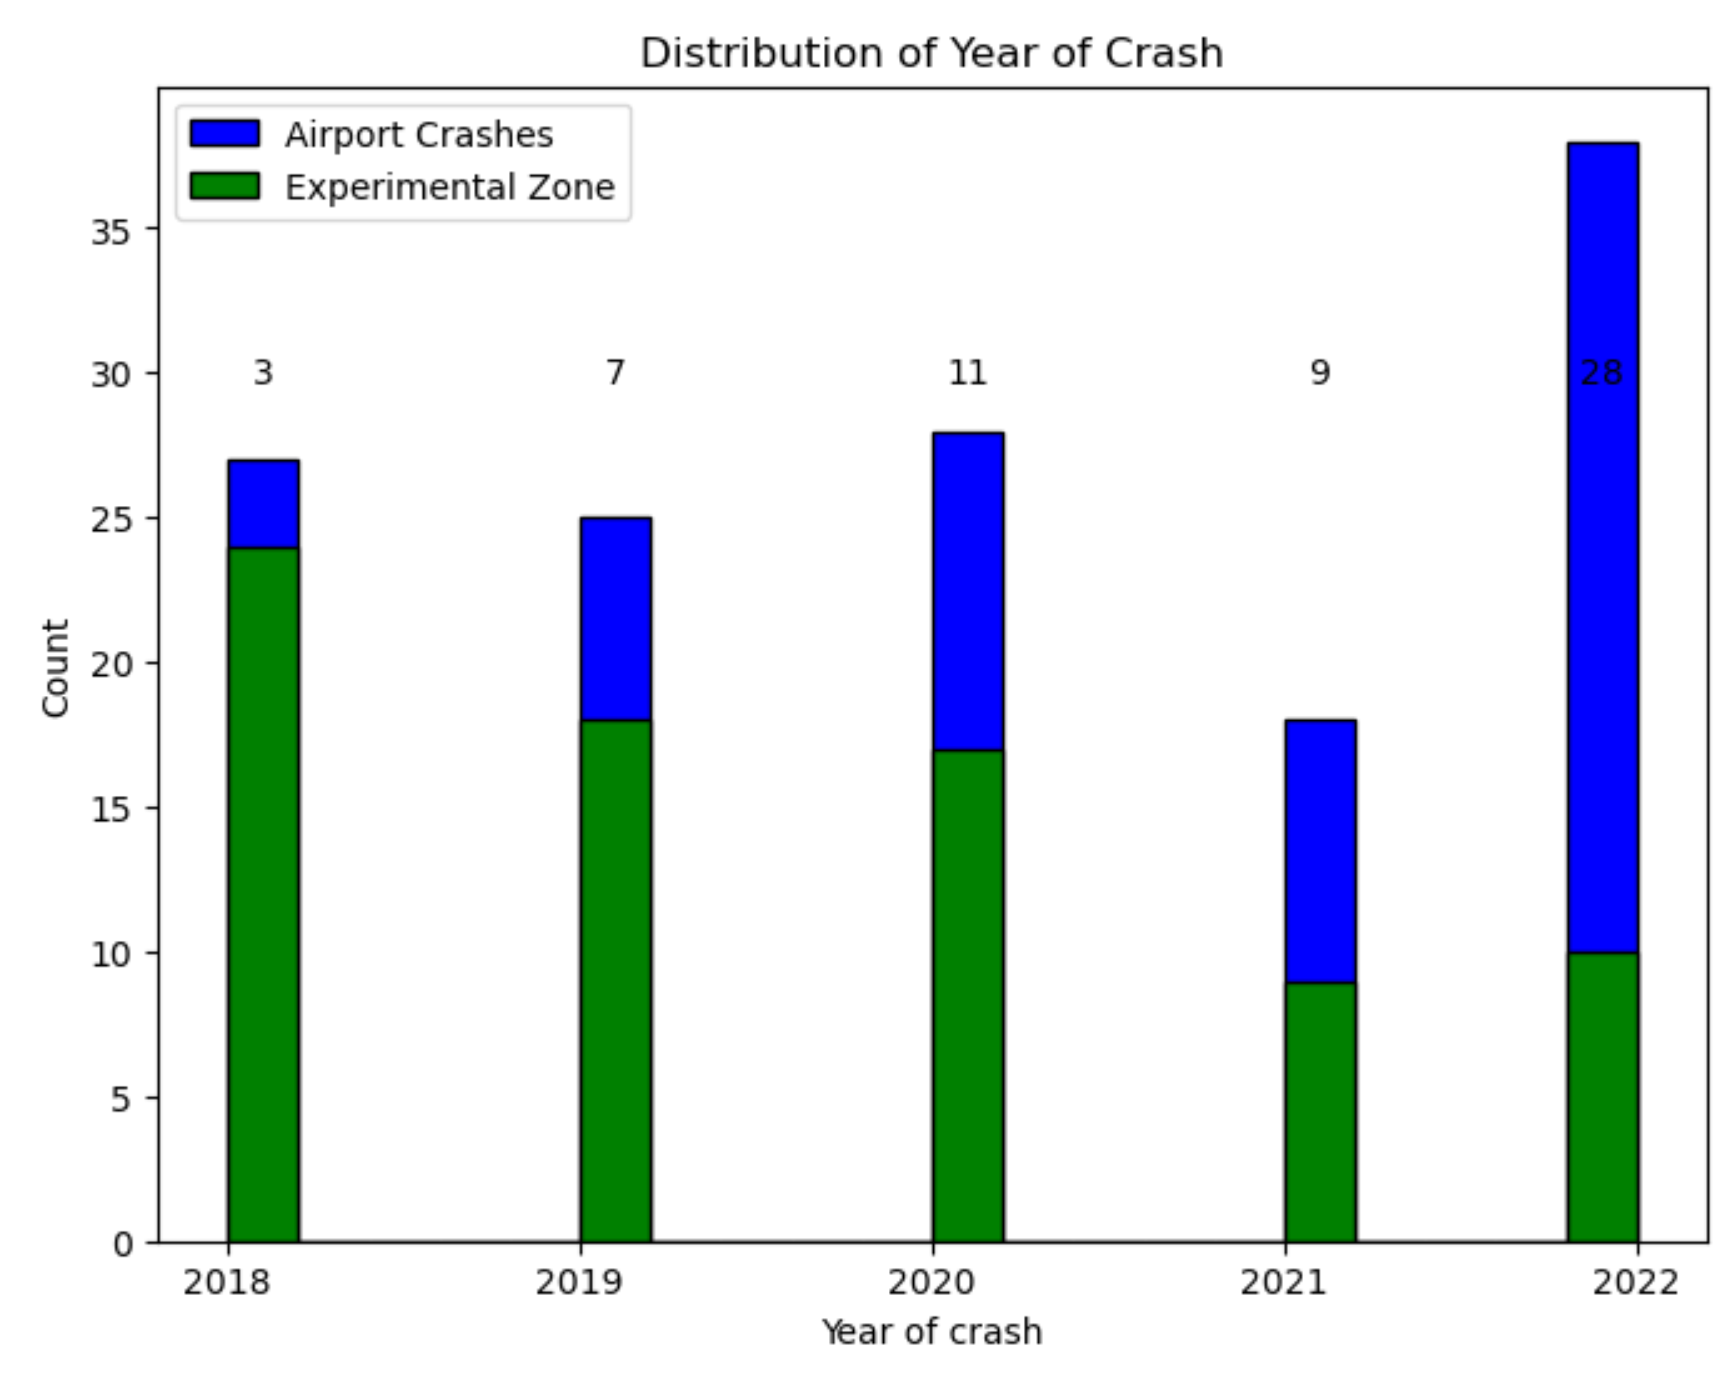 Distribution of Year of Crash
Airport Crashes
Experimental Zone
35
30
25
20
15
10
5
0
3 7 11 9 28
Count
2018 2019 2020 2021 2022
Year of crash